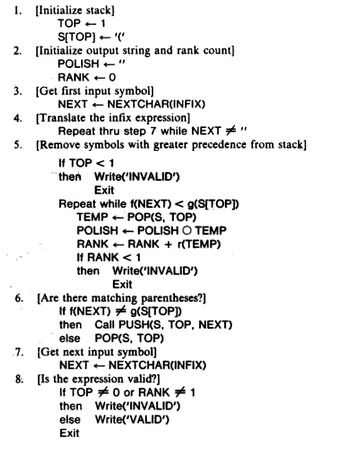 1. [Initialize stack]
TOP ← 1
S[TOP] ← '('
2. [Initialize output string and rank count]
POLISH ← ''
RANK ← 0
3. [Get first input symbol]
NEXT ← NEXTCHAR(INFIX)
4. [Translate the infix expression]
Repeat thru step 7 while NEXT ≠ ''
5. [Remove symbols with greater precedence from stack]
If TOP < 1
then Write('INVALID')
Exit
Repeat while f(NEXT) < g(S[TOP])
TEMP ← POP(S, TOP)
POLISH ← POLISH ○ TEMP
RANK ← RANK + r(TEMP)
If RANK < 1
then Write('INVALID')
Exit
6. [Are there matching parentheses?]
If f(NEXT) ≠ g(S[TOP])
then Call PUSH(S, TOP, NEXT)
else POP(S, TOP)
7. [Get next input symbol]
NEXT ← NEXTCHAR(INFIX)
8. [Is the expression valid?]
If TOP ≠ 0 or RANK ≠ 1
then Write('INVALID')
else Write('VALID')
Exit